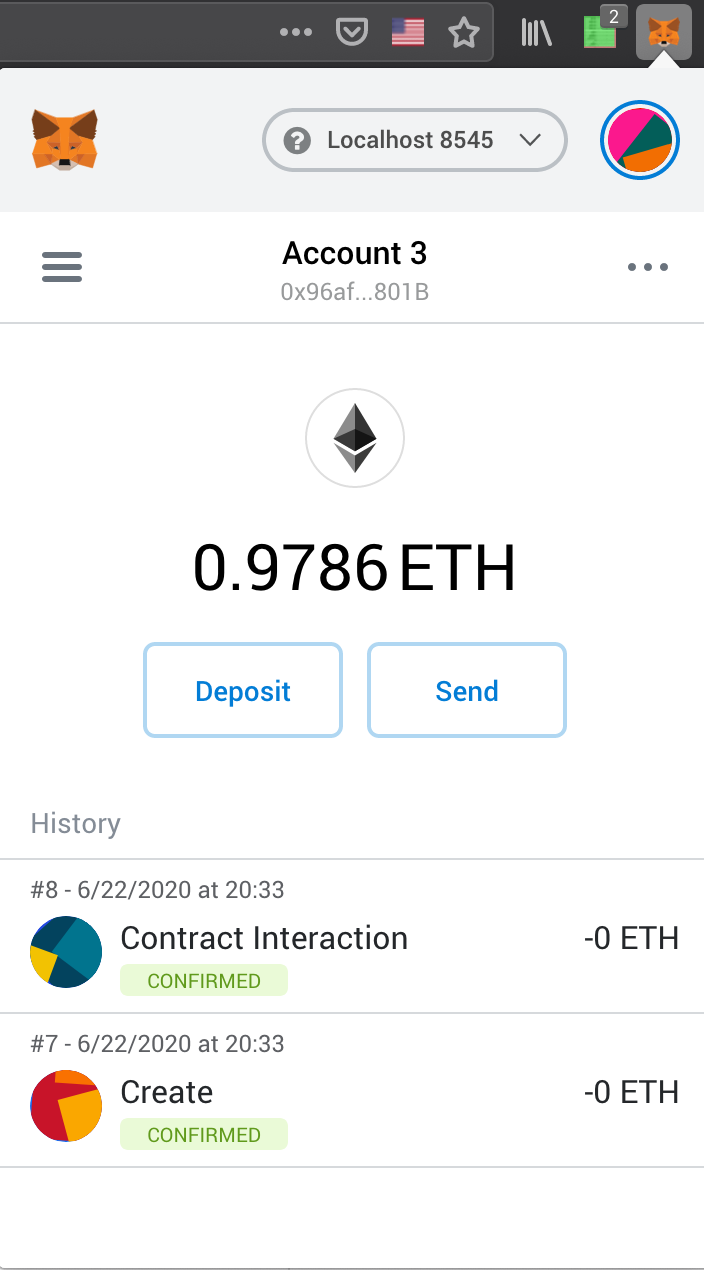 2
? Localhost 8545
Account 3
0x96af...801B
0.9786 ETH
Deposit Send
History
#8 - 6/22/2020 at 20:33
Contract Interaction -0 ETH
CONFIRMED
#7 - 6/22/2020 at 20:33
Create -0 ETH
CONFIRMED